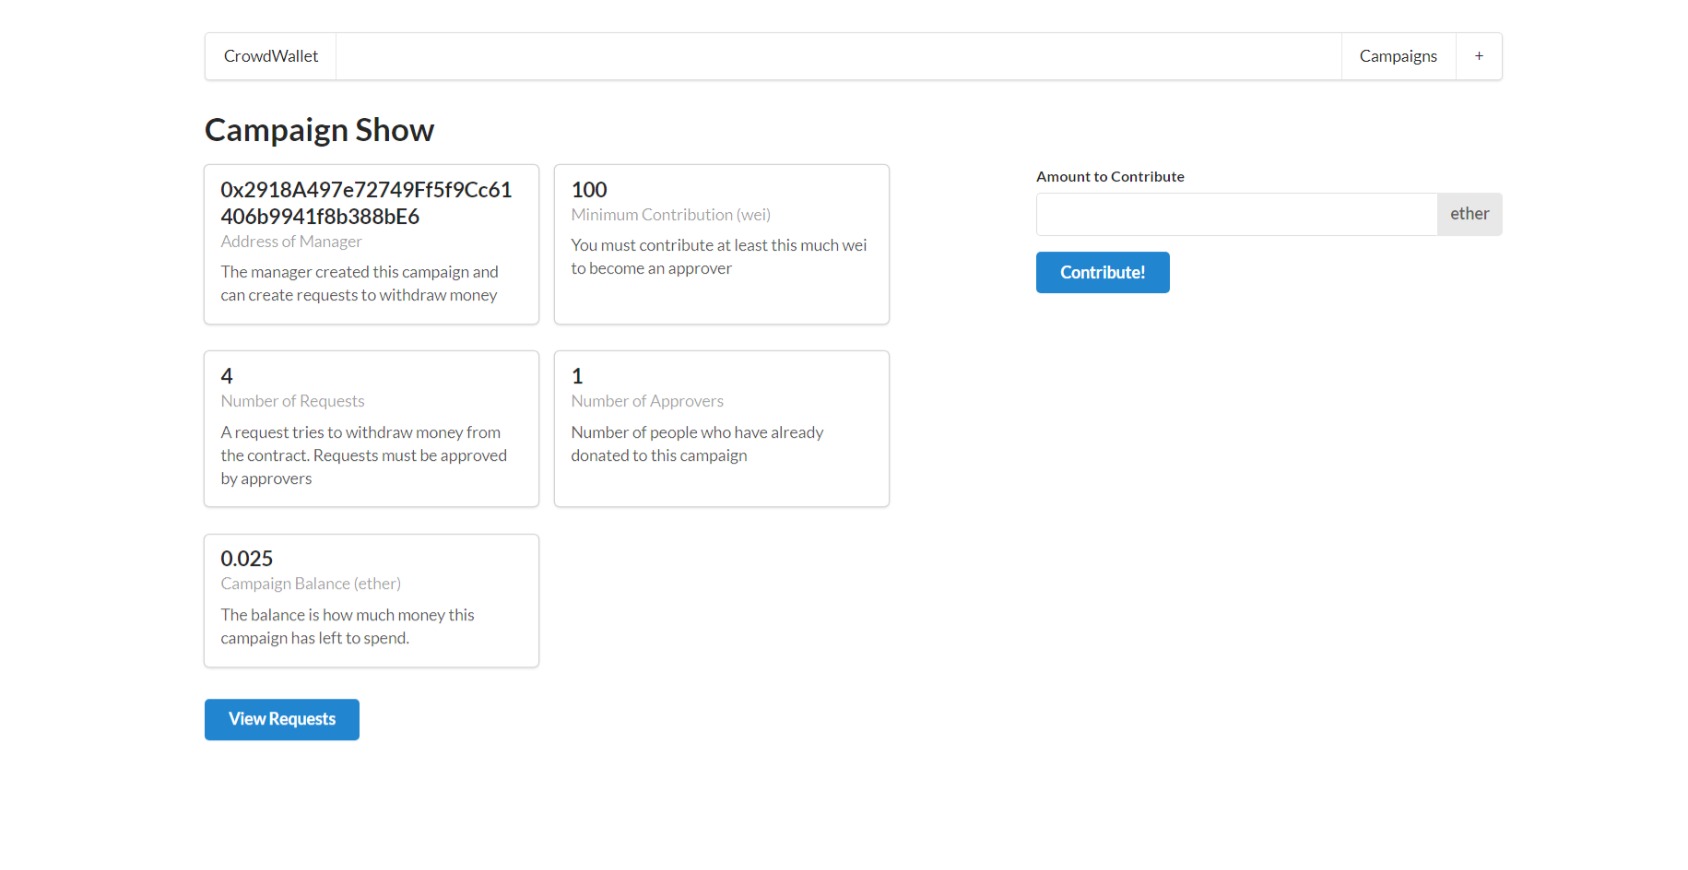 CrowdWallet
Campaigns
+
Campaign Show
0x2918A497e72749Ff5f9Cc61
406b9941f8b388bE6
Address of Manager
The manager created this campaign and
can create requests to withdraw money
100
Minimum Contribution (wei)
You must contribute at least this much wei
to become an approver
4
Number of Requests
A request tries to withdraw money from
the contract. Requests must be approved
by approvers
1
Number of Approvers
Number of people who have already
donated to this campaign
0.025
Campaign Balance (ether)
The balance is how much money this
campaign has left to spend.
View Requests
Amount to Contribute
ether
Contribute!